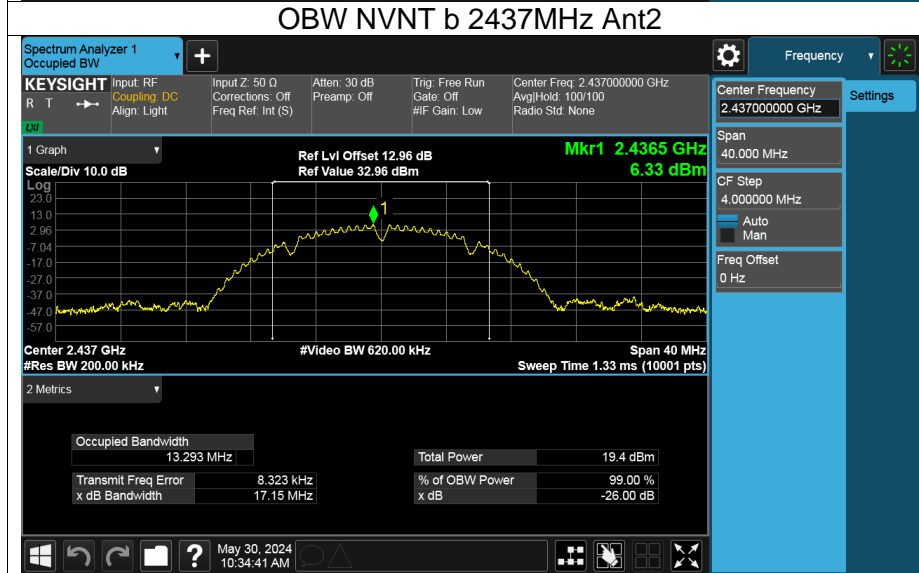 OBW NVNT b 2437MHz Ant2
Spectrum Analyzer 1
Occupied BW
+
Frequency
KEYSIGHT
R T
LXI
Input: RF
Coupling: DC
Align: Light
Input Z: 50 Ω
Corrections: Off
Freq Ref: Int (S)
Atten: 30 dB
Preamp: Off
Trig: Free Run
Gate: Off
#IF Gain: Low
Center Freq: 2.437000000 GHz
Avg|Hold: 100/100
Radio Std: None
Center Frequency
2.437000000 GHz
Settings
Span
40.000 MHz
CF Step
4.000000 MHz
Auto
Man
Freq Offset
0 Hz
1 Graph
Scale/Div 10.0 dB
Ref Lvl Offset 12.96 dB
Ref Value 32.96 dBm
Mkr1 2.4365 GHz
6.33 dBm
Log
23.0
13.0
2.96
-7.04
-17.0
-27.0
-37.0
-47.0
-57.0
1
Center 2.437 GHz
#Res BW 200.00 kHz
#Video BW 620.00 kHz
Span 40 MHz
Sweep Time 1.33 ms (10001 pts)
2 Metrics
Occupied Bandwidth
13.293 MHz
Total Power 19.4 dBm
Transmit Freq Error 8.323 kHz
% of OBW Power 99.00 %
x dB Bandwidth 17.15 MHz
x dB -26.00 dB
?
May 30, 2024
10:34:41 AM